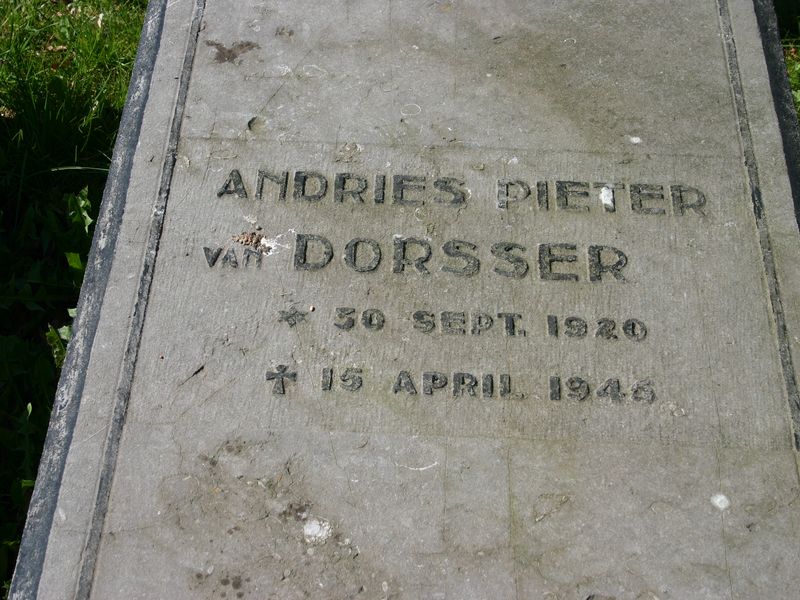 ANDRIES PIETER
VAN DORSSER
* 30 SEPT. 1920
✝ 15 APRIL 1945